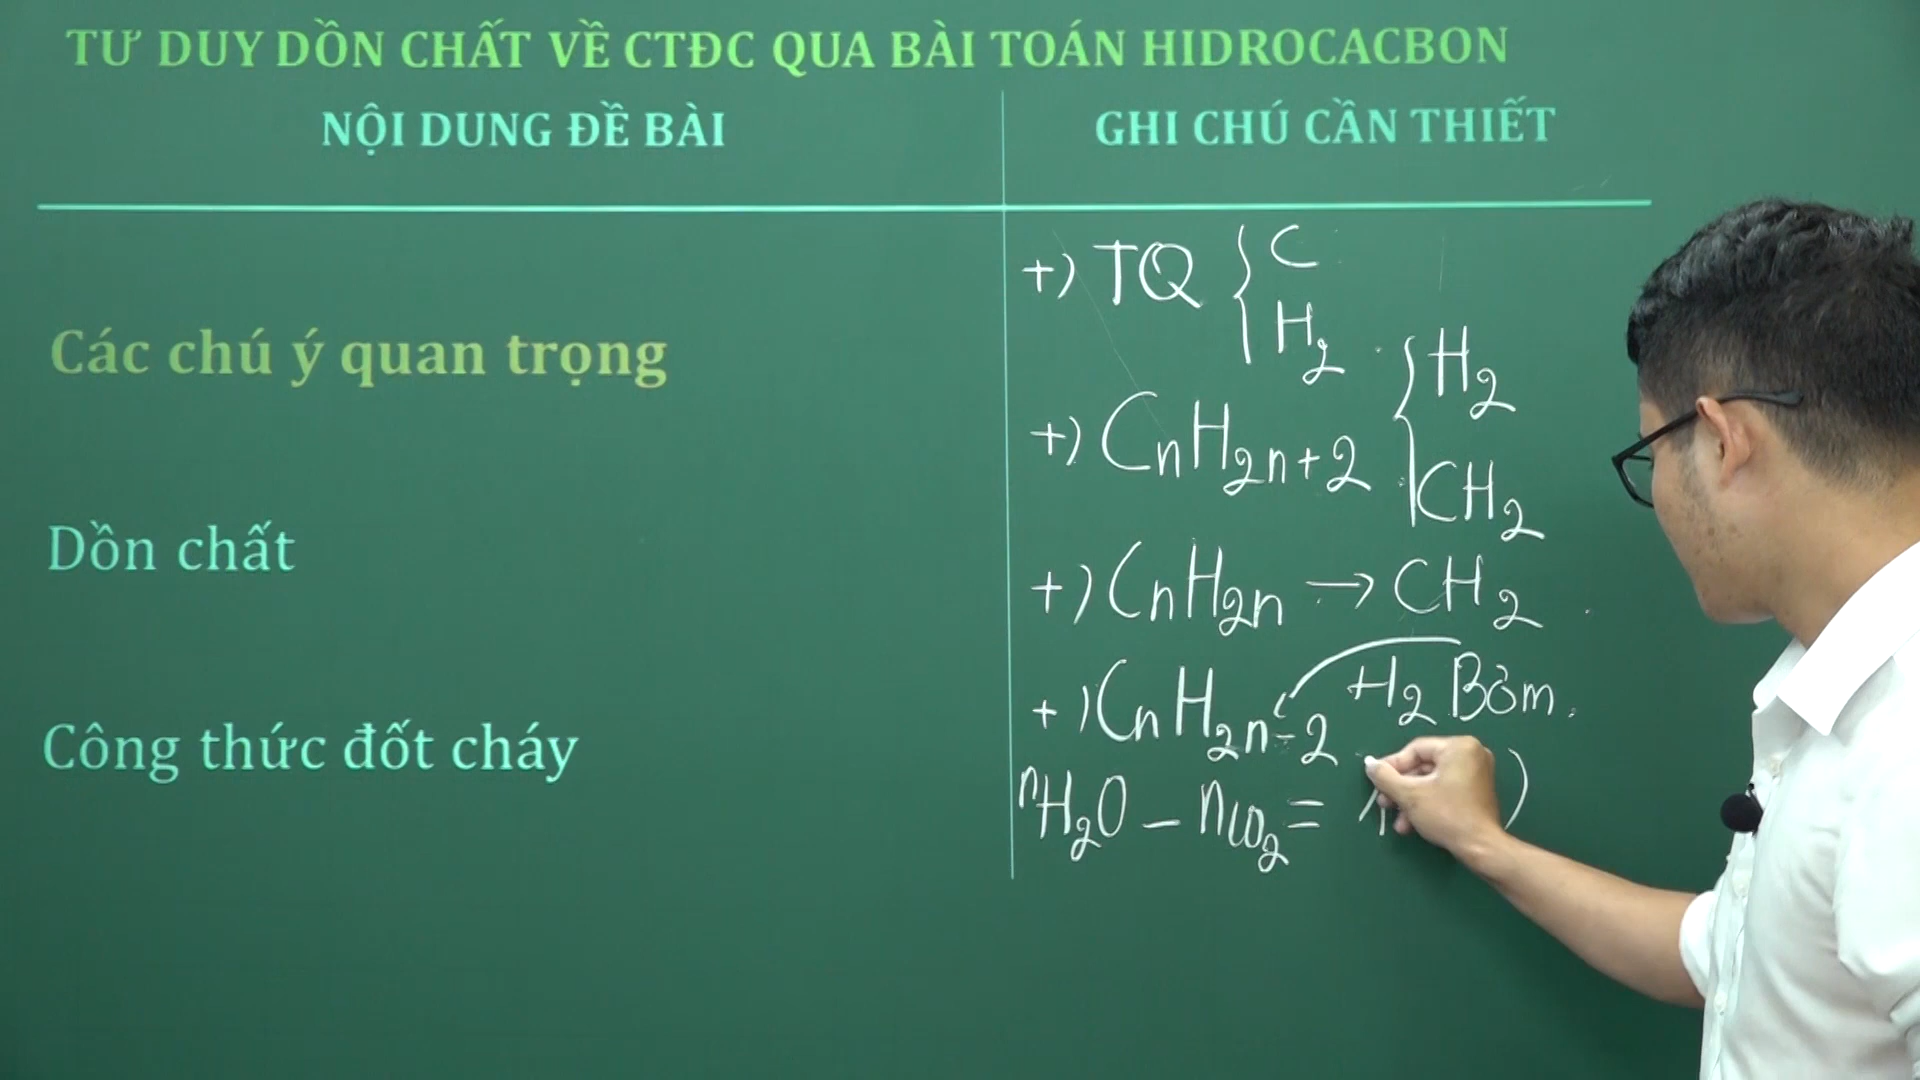 TƯ DUY DỒN CHẤT VỀ CTĐC QUA BÀI TOÁN HIDROCACBON
NỘI DUNG ĐỀ BÀI
GHI CHÚ CẦN THIẾT
Các chú ý quan trọng
Dồn chất
Công thức đốt cháy
+) TQ { C
H2
+) CnH2n+2 { H2
CH2
+) CnH2n → CH2
+) CnH2n-2 H2 Bơm.
nH2O - nCO2 = )